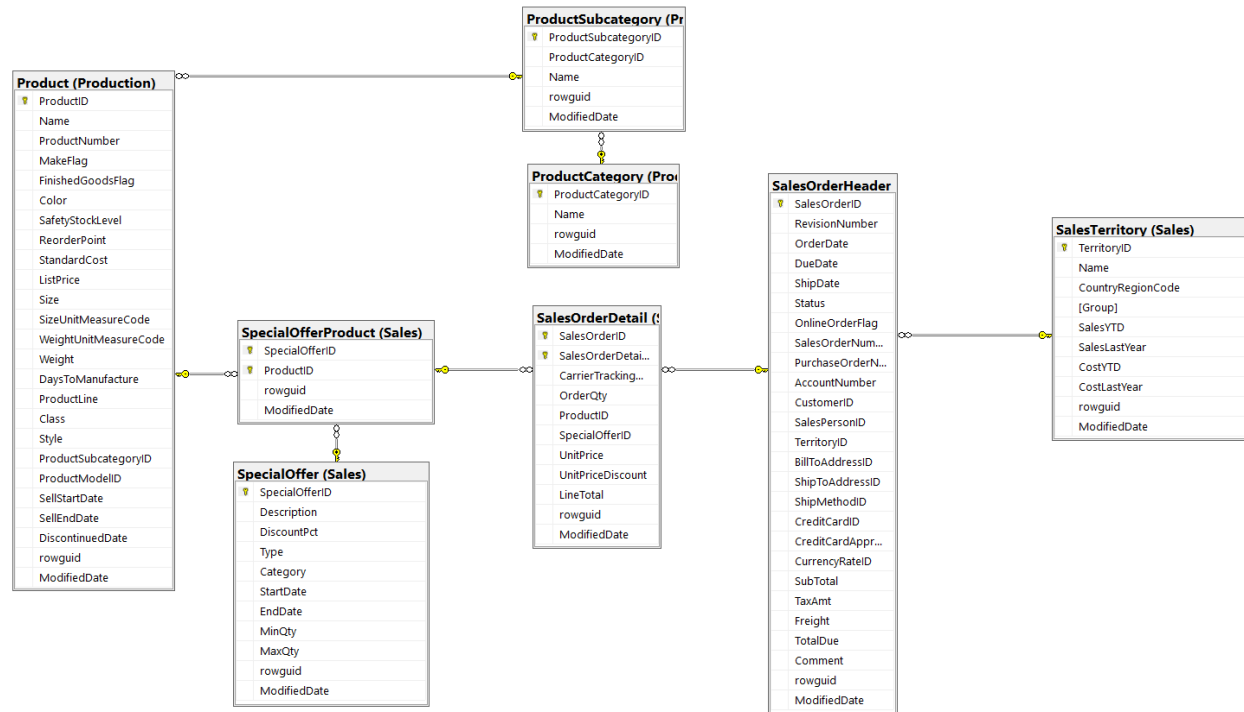 ProductSubcategory (Pr
ProductSubcategoryID
ProductCategoryID
Name
rowguid
ModifiedDate
Product (Production)
ProductID
Name
ProductNumber
MakeFlag
FinishedGoodsFlag
Color
SafetyStockLevel
ReorderPoint
StandardCost
ListPrice
Size
SizeUnitMeasureCode
WeightUnitMeasureCode
Weight
DaysToManufacture
ProductLine
Class
Style
ProductSubcategoryID
ProductModelID
SellStartDate
SellEndDate
DiscontinuedDate
rowguid
ModifiedDate
ProductCategory (Proc
ProductCategoryID
Name
rowguid
ModifiedDate
SalesOrderHeader
SalesOrderID
RevisionNumber
OrderDate
DueDate
ShipDate
Status
OnlineOrderFlag
SalesOrderNum...
PurchaseOrderN...
AccountNumber
CustomerID
SalesPersonID
TerritoryID
BillToAddressID
ShipToAddressID
ShipMethodID
CreditCardID
CreditCardAppr...
CurrencyRateID
SubTotal
TaxAmt
Freight
TotalDue
Comment
rowguid
ModifiedDate
SalesTerritory (Sales)
TerritoryID
Name
CountryRegionCode
[Group]
SalesYTD
SalesLastYear
CostYTD
CostLastYear
rowguid
ModifiedDate
SpecialOfferProduct (Sales)
SpecialOfferID
ProductID
rowguid
ModifiedDate
SalesOrderDetail (S
SalesOrderID
SalesOrderDetai...
CarrierTracking...
OrderQty
ProductID
SpecialOfferID
UnitPrice
UnitPriceDiscount
LineTotal
rowguid
ModifiedDate
SpecialOffer (Sales)
SpecialOfferID
Description
DiscountPct
Type
Category
StartDate
EndDate
MinQty
MaxQty
rowguid
ModifiedDate